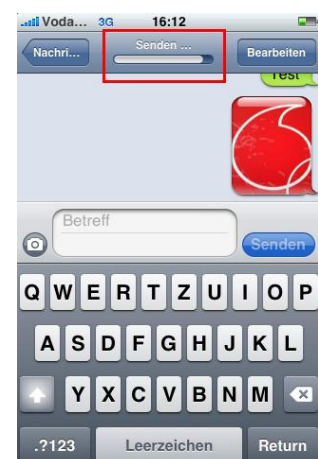 Voda... 3G 16:12
Nachri... Senden ... Bearbeiten
Test
Betreff
Senden
Q W E R T Z U I O P
A S D F G H J K L
Y X C V B N M
.?123 Leerzeichen Return